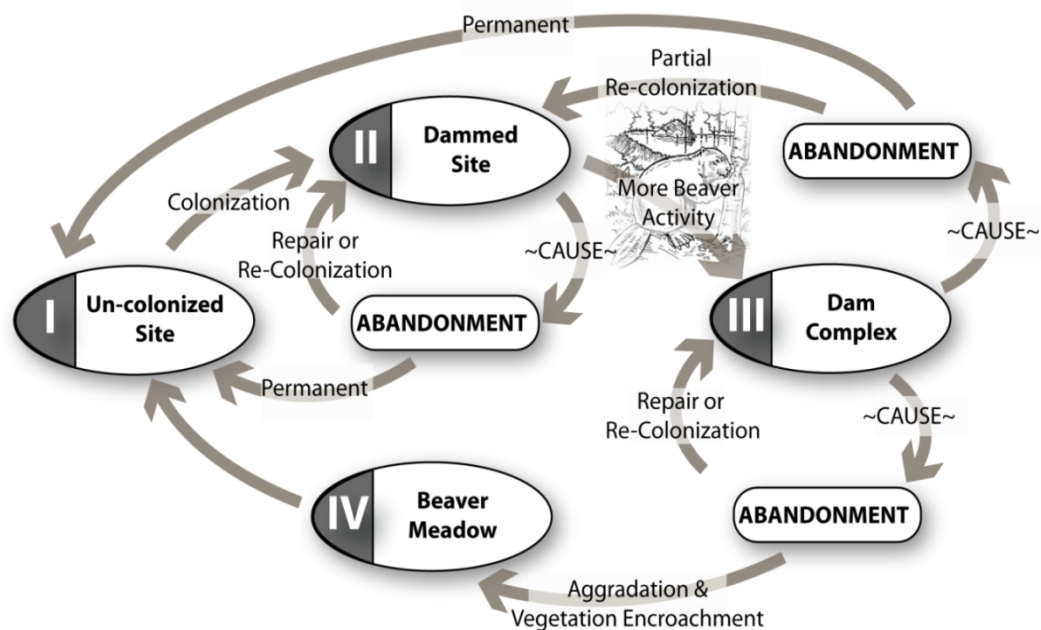 Permanent
Partial
Re-colonization
II
Dammed
Site
ABANDONMENT
Colonization
More Beaver
Activity
Repair or
Re-Colonization
~CAUSE~
~CAUSE~
I
Un-colonized
Site
ABANDONMENT
III
Dam
Complex
Permanent
Repair or
Re-Colonization
~CAUSE~
IV
Beaver
Meadow
ABANDONMENT
Aggradation &
Vegetation Encroachment